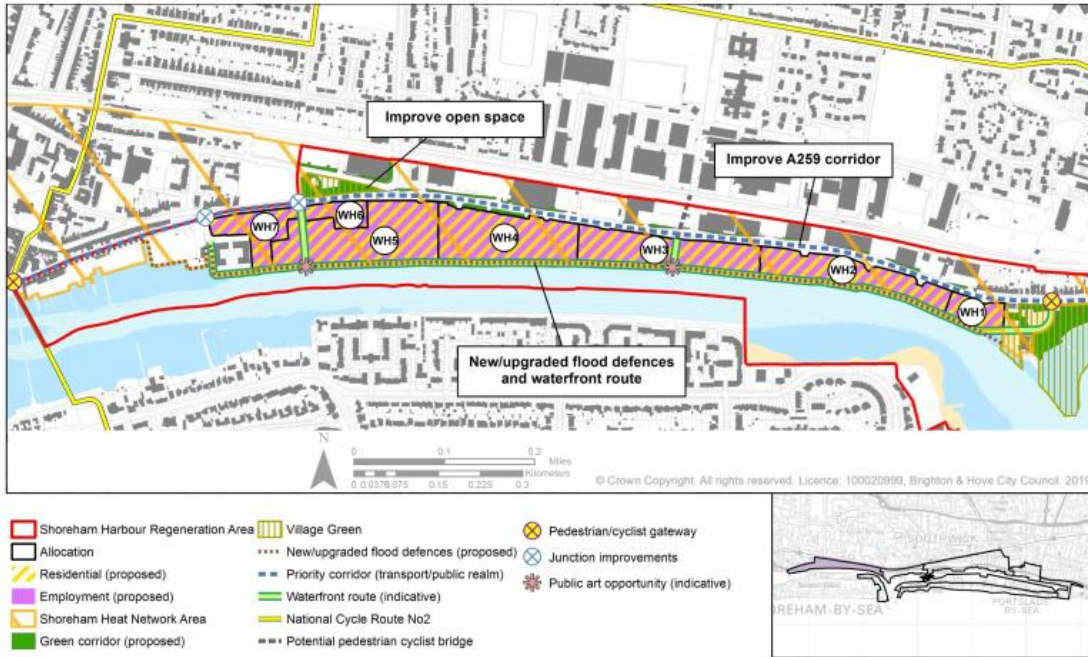 Improve open space
Improve A259 corridor
WH7
WH6
WH5
WH4
WH3
WH2
WH1
New/upgraded flood defences
and waterfront route
N
0 0.1 0.2
Miles
Kilometers
0 0.0375 0.075 0.15 0.225 0.3
© Crown Copyright. All rights reserved. Licence: 100020999, Brighton & Hove City Council. 2019
Shoreham Harbour Regeneration Area
Allocation
Residential (proposed)
Employment (proposed)
Shoreham Heat Network Area
Green corridor (proposed)
Village Green
New/upgraded flood defences (proposed)
Priority corridor (transport/public realm)
Waterfront route (indicative)
National Cycle Route No2
Potential pedestrian cyclist bridge
Pedestrian/cyclist gateway
Junction improvements
Public art opportunity (indicative)
SOUTHWICK
OREHAM-BY-SEA
PORTSLADE-
BY-SEA